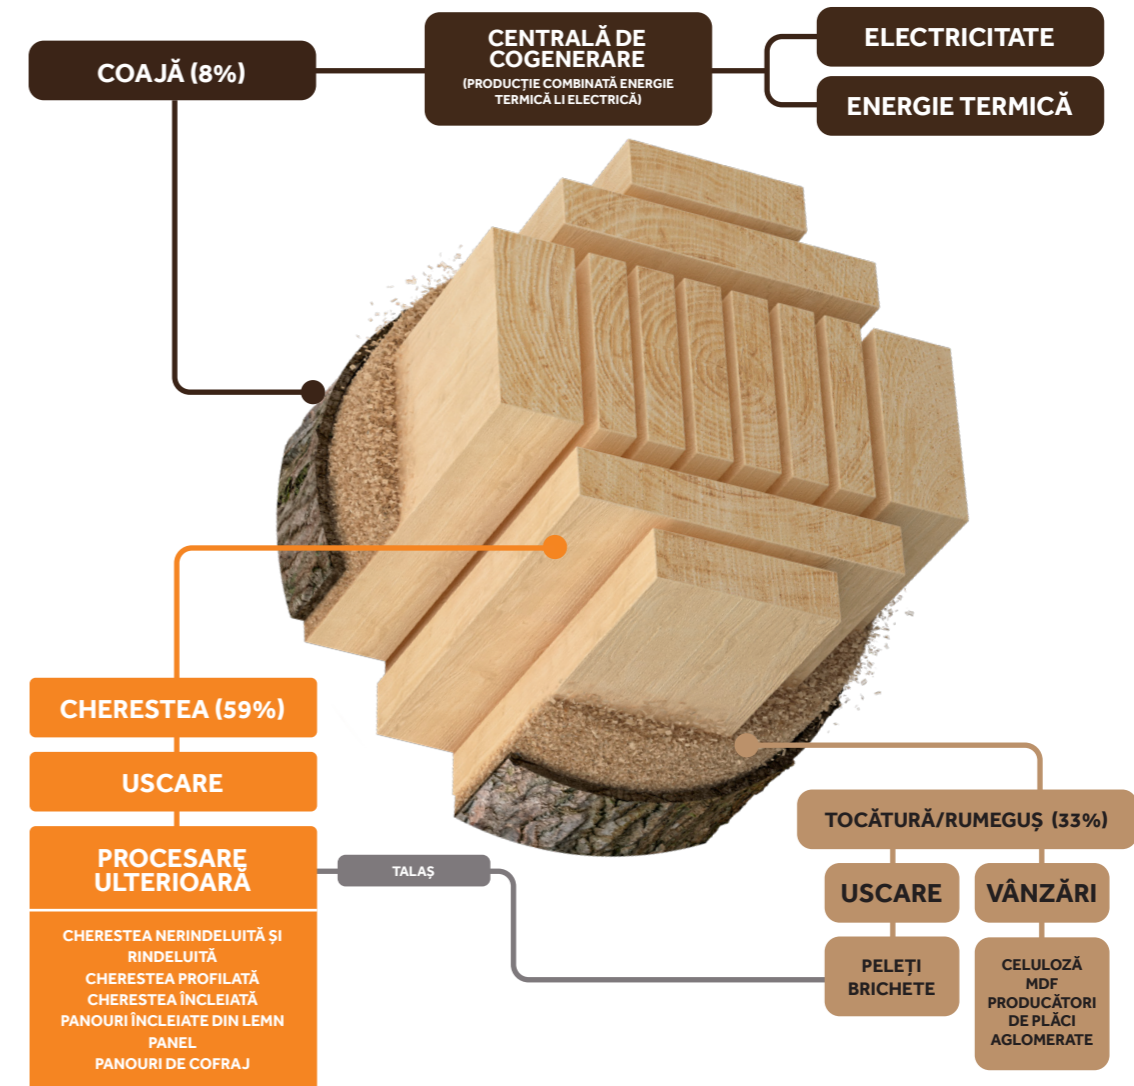 COAJĂ (8%)
CENTRALĂ DE
COGENERARE
(PRODUCȚIE COMBINATĂ ENERGIE
TERMICĂ LI ELECTRICĂ)
ELECTRICITATE
ENERGIE TERMICĂ
CHERESTEA (59%)
USCARE
PROCESARE
ULTERIOARĂ
CHERESTEA NERINDELUITĂ ȘI
RINDELUITĂ
CHERESTEA PROFILATĂ
CHERESTEA ÎNCLEIATĂ
PANOURI ÎNCLEIATE DIN LEMN
PANEL
PANOURI DE COFRAJ
TALAȘ
TOCĂTURĂ/RUMEGUȘ (33%)
USCARE
PELEȚI
BRICHETE
VÂNZĂRI
CELULOZĂ
MDF
PRODUCĂTORI
DE PLĂCI
AGLOMERATE